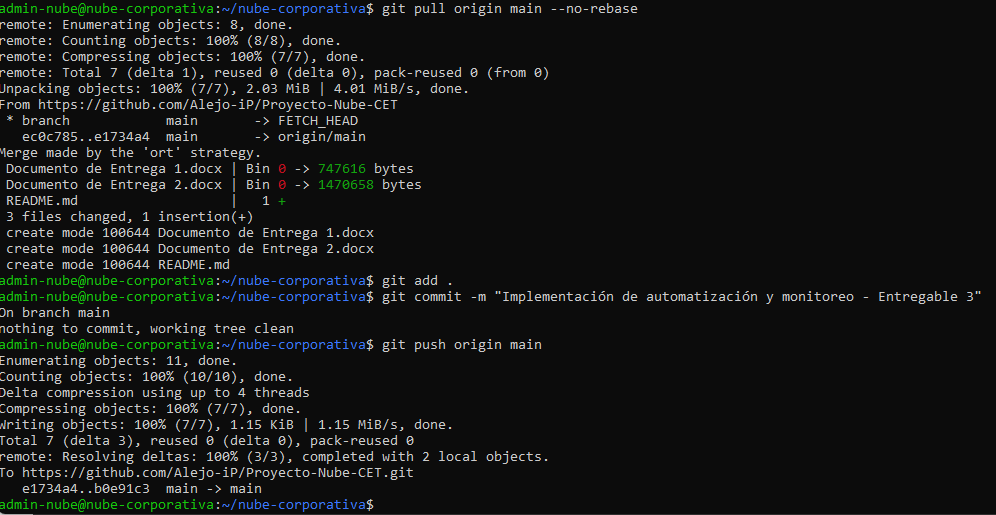 admin-nube@nube-corporativa:~/nube-corporativa$ git pull origin main --no-rebase
remote: Enumerating objects: 8, done.
remote: Counting objects: 100% (8/8), done.
remote: Compressing objects: 100% (7/7), done.
remote: Total 7 (delta 1), reused 0 (delta 0), pack-reused 0 (from 0)
Unpacking objects: 100% (7/7), 2.03 MiB | 4.01 MiB/s, done.
From https://github.com/Alejo-iP/Proyecto-Nube-CET
 * branch            main       -> FETCH_HEAD
   ec0c785..e1734a4  main       -> origin/main
Merge made by the 'ort' strategy.
 Documento de Entrega 1.docx | Bin 0 -> 747616 bytes
 Documento de Entrega 2.docx | Bin 0 -> 1470658 bytes
 README.md                   |   1 +
 3 files changed, 1 insertion(+)
 create mode 100644 Documento de Entrega 1.docx
 create mode 100644 Documento de Entrega 2.docx
 create mode 100644 README.md
admin-nube@nube-corporativa:~/nube-corporativa$ git add .
admin-nube@nube-corporativa:~/nube-corporativa$ git commit -m "Implementación de automatización y monitoreo - Entregable 3"
On branch main
nothing to commit, working tree clean
admin-nube@nube-corporativa:~/nube-corporativa$ git push origin main
Enumerating objects: 11, done.
Counting objects: 100% (10/10), done.
Delta compression using up to 4 threads
Compressing objects: 100% (7/7), done.
Writing objects: 100% (7/7), 1.15 KiB | 1.15 MiB/s, done.
Total 7 (delta 3), reused 0 (delta 0), pack-reused 0
remote: Resolving deltas: 100% (3/3), completed with 2 local objects.
To https://github.com/Alejo-iP/Proyecto-Nube-CET.git
   e1734a4..b0e91c3  main -> main
admin-nube@nube-corporativa:~/nube-corporativa$